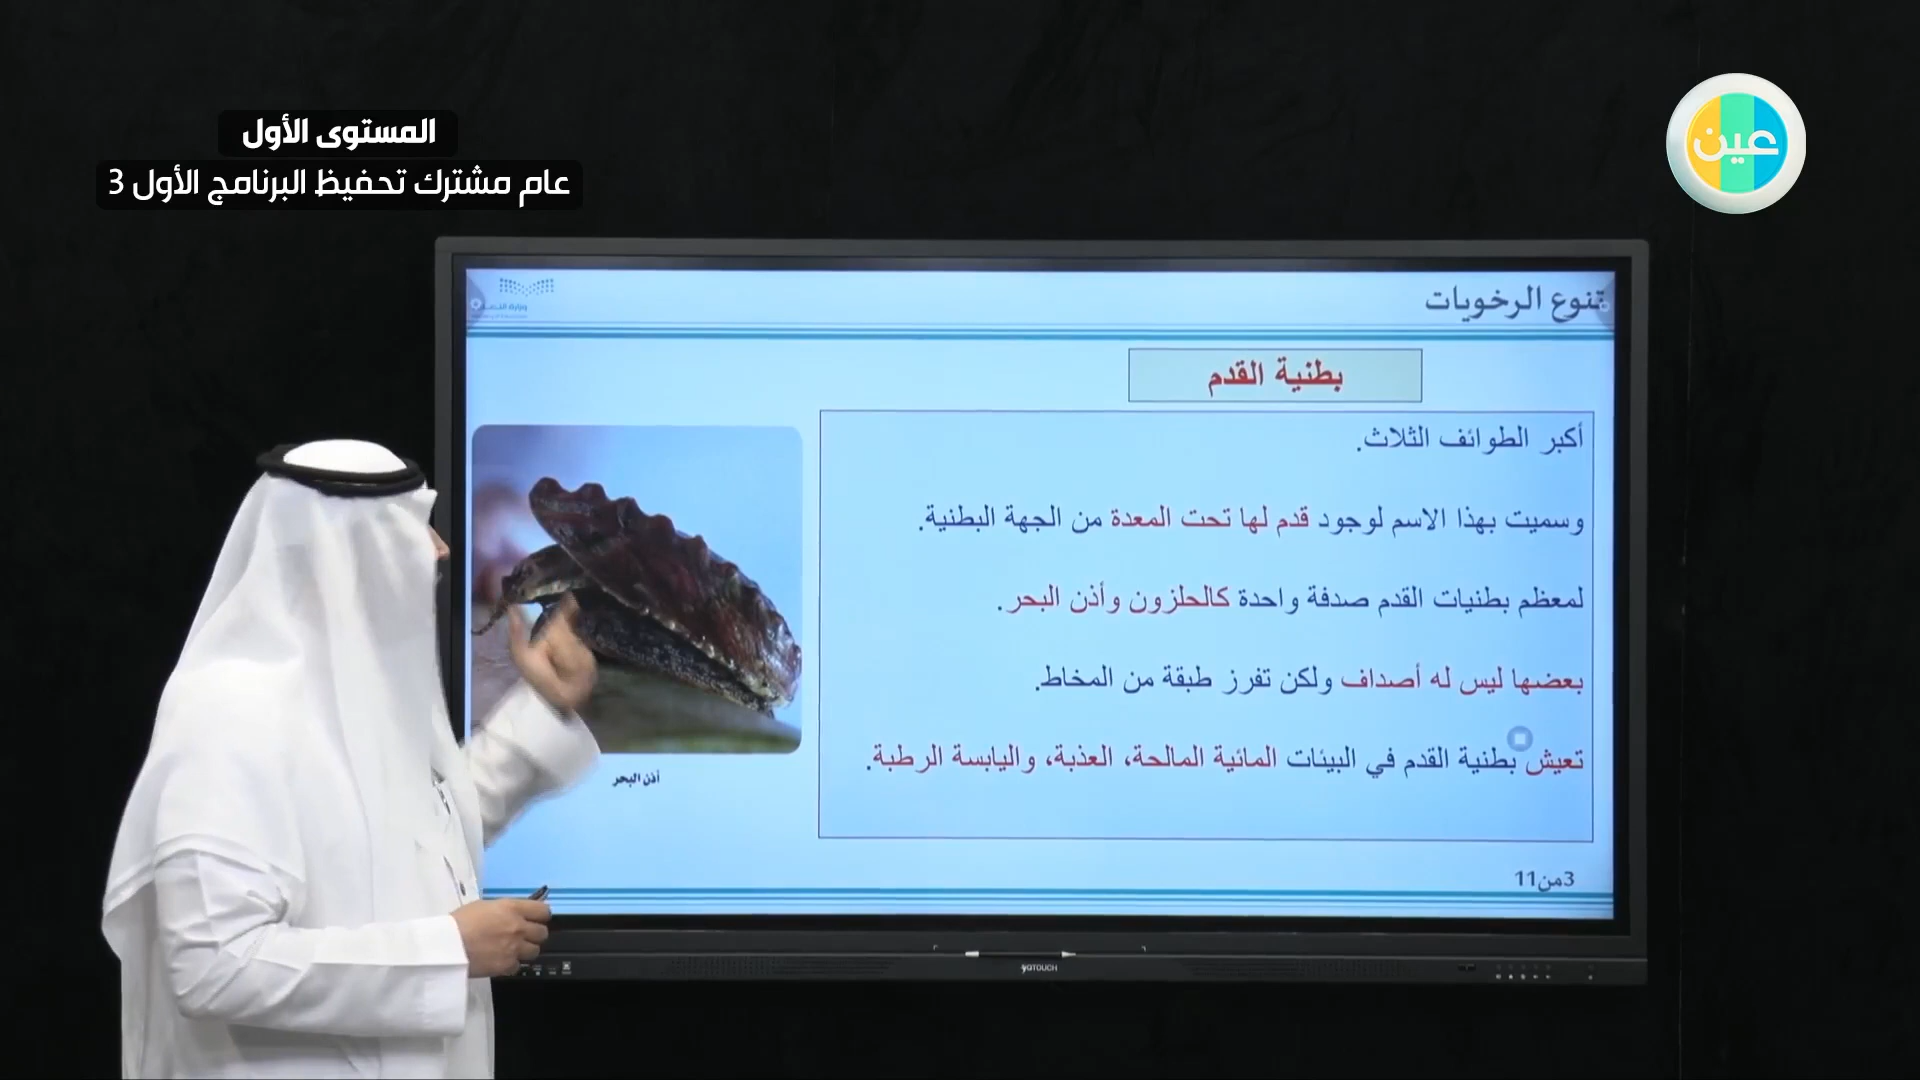 المستوى الأول
عام مشترك تحفيظ البرنامج الأول 3
عين
تنوع الرخويات
بطنية القدم
أكبر الطوائف الثلاث.
وسميت بهذا الاسم لوجود قدم لها تحت المعدة من الجهة البطنية.
لمعظم بطنيات القدم صدفة واحدة كالحلزون وأذن البحر.
بعضها ليس له أصداف ولكن تفرز طبقة من المخاط.
تعيش بطنية القدم في البيئات المائية المالحة، العذبة، واليابسة الرطبة.
أذن البحر
3من11